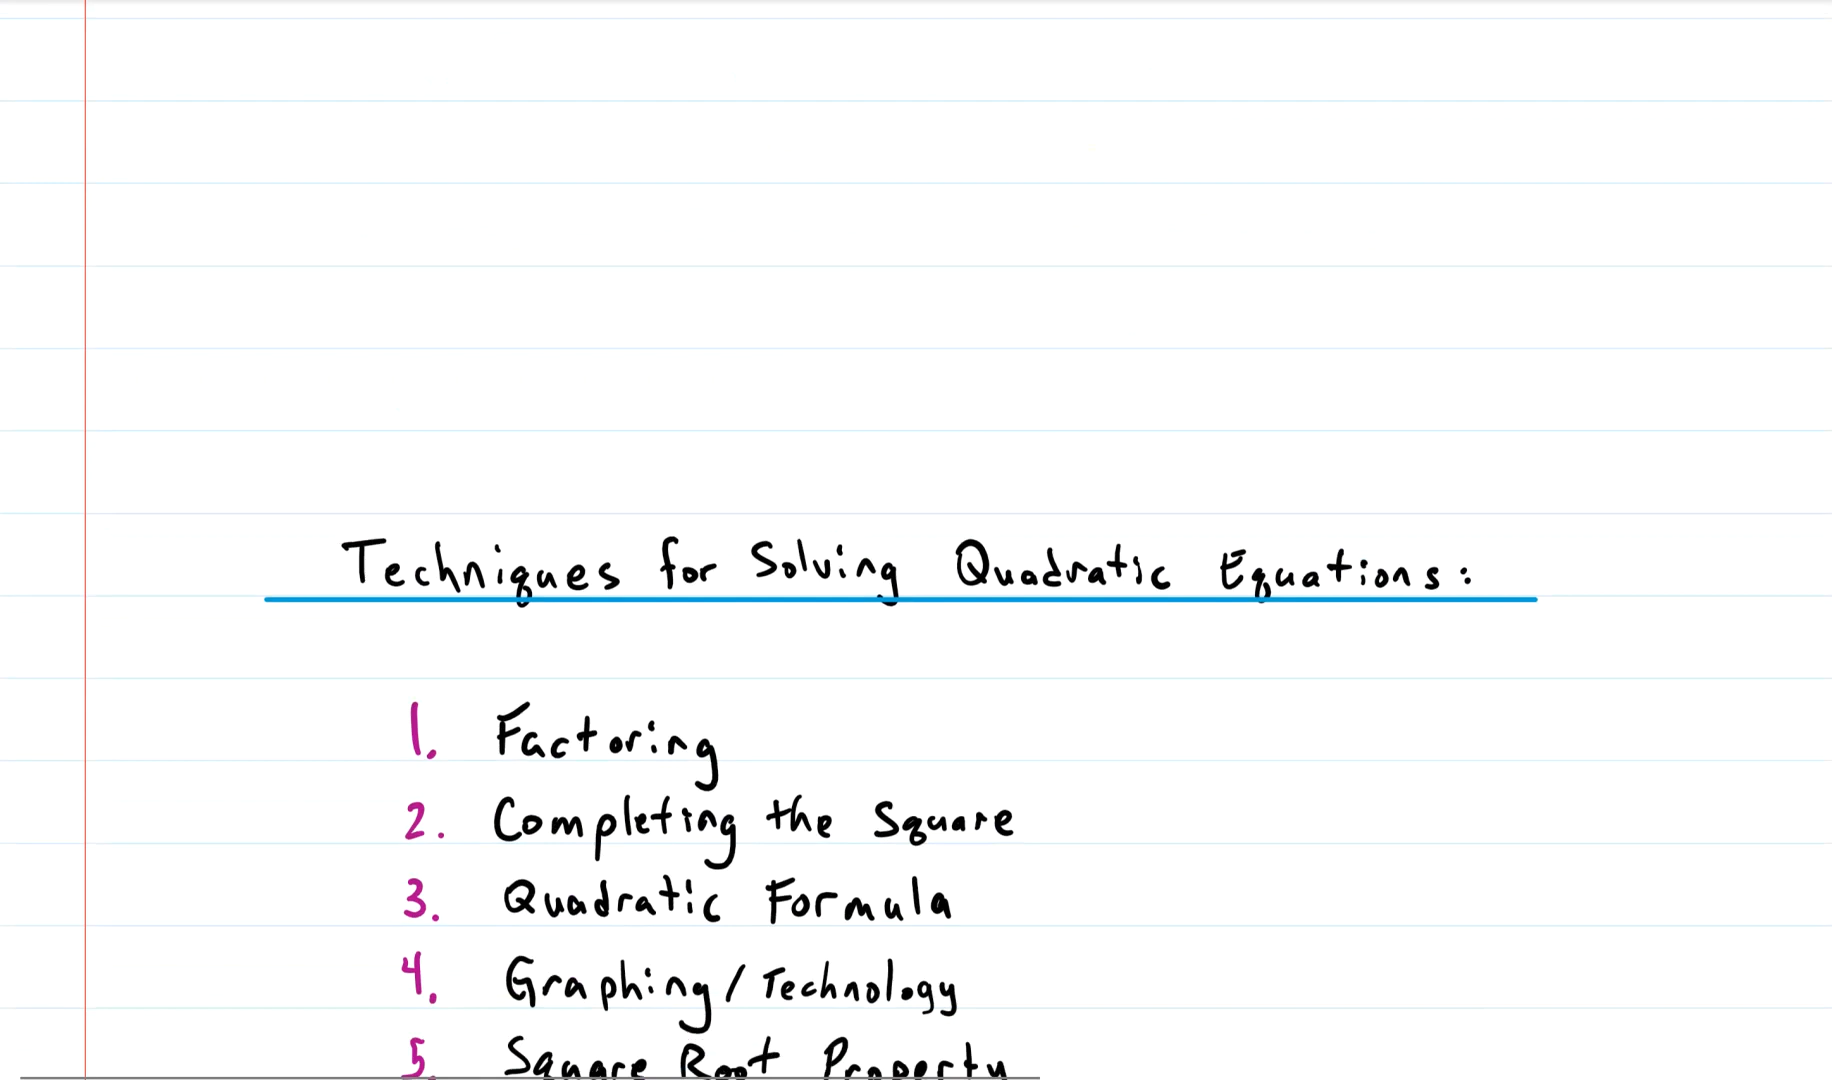 Techniques for Solving Quadratic Equations:
1. Factoring
2. Completing the Square
3. Quadratic Formula
4. Graphing/Technology
5. Square Root Property